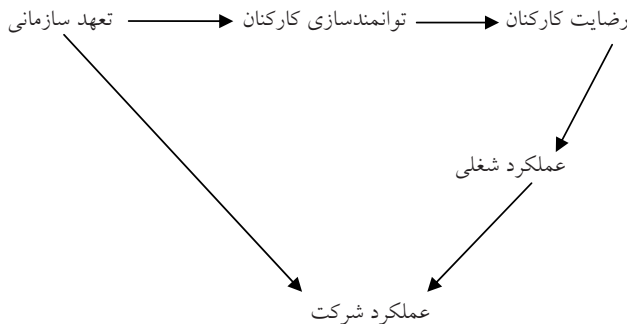 رضایت کارکنان توانمندسازی کارکنان تعهد سازمانی
عملکرد شغلی
عملکرد شرکت